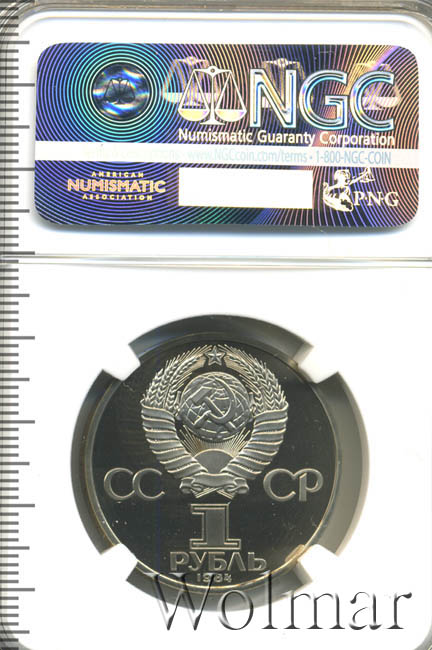 NGC
Numismatic Guaranty Corporation
www.NGCcoin.com/terms • 1-800-NGC-COIN
AMERICAN
NUMISMATIC
ASSOCIATION
PNG
СС СР
1
РУБЛЬ
1984
Wolmar